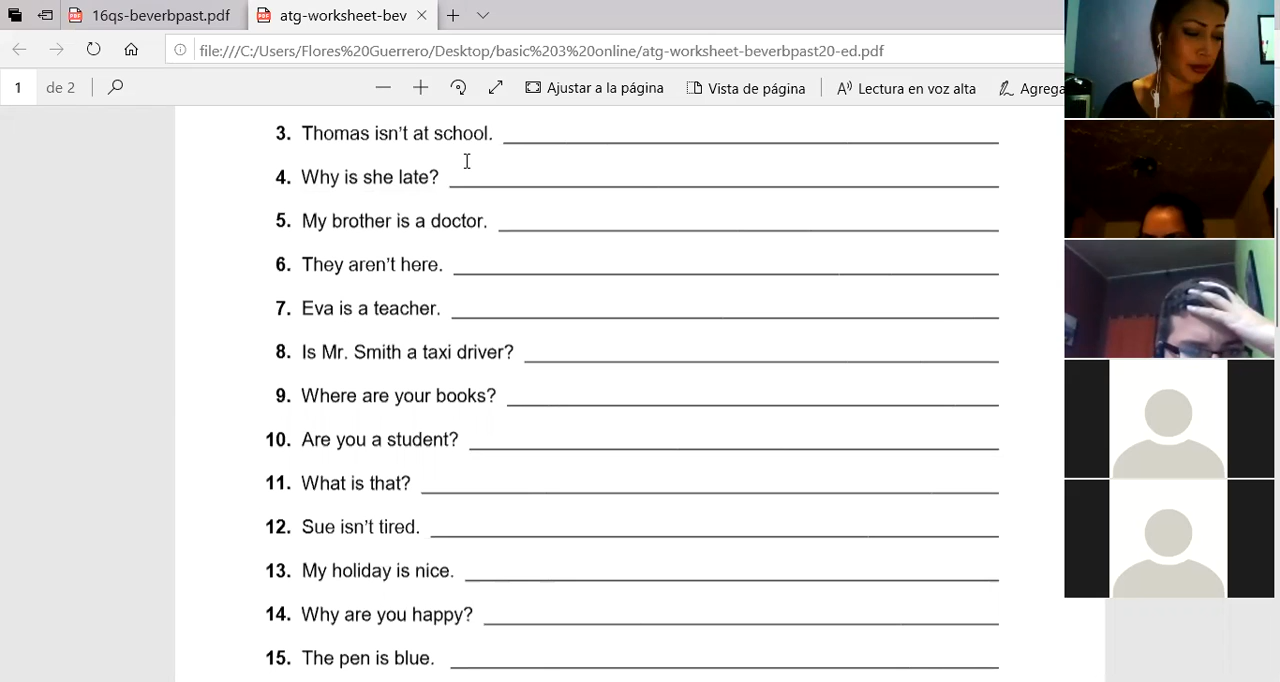 16qs-beverbpast.pdf
atg-worksheet-bev
file:///C:/Users/Flores%20Guerrero/Desktop/basic%203%20online/atg-worksheet-beverbpast20-ed.pdf
1 de 2 Ajustar a la página Vista de página Lectura en voz alta Agrega
3. Thomas isn't at school.
4. Why is she late?
5. My brother is a doctor.
6. They aren't here.
7. Eva is a teacher.
8. Is Mr. Smith a taxi driver?
9. Where are your books?
10. Are you a student?
11. What is that?
12. Sue isn't tired.
13. My holiday is nice.
14. Why are you happy?
15. The pen is blue.